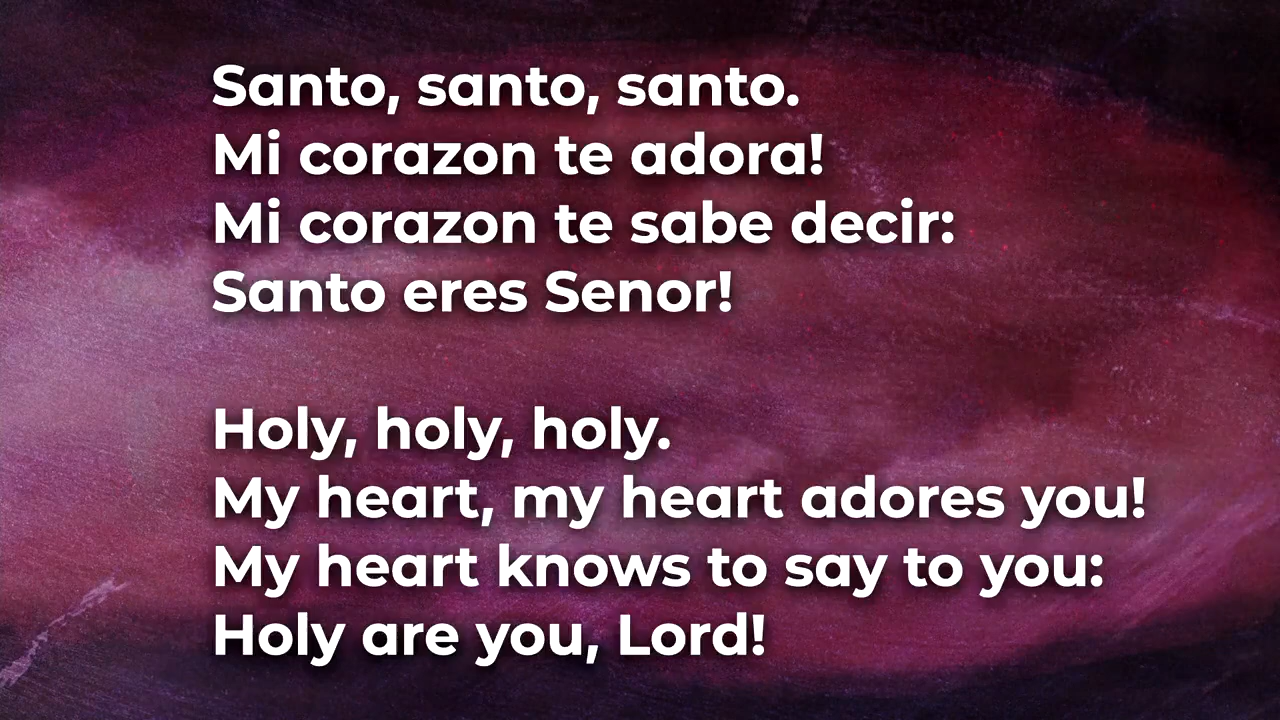 Santo, santo, santo.
Mi corazon te adora!
Mi corazon te sabe decir:
Santo eres Senor!
Holy, holy, holy.
My heart, my heart adores you!
My heart knows to say to you:
Holy are you, Lord!